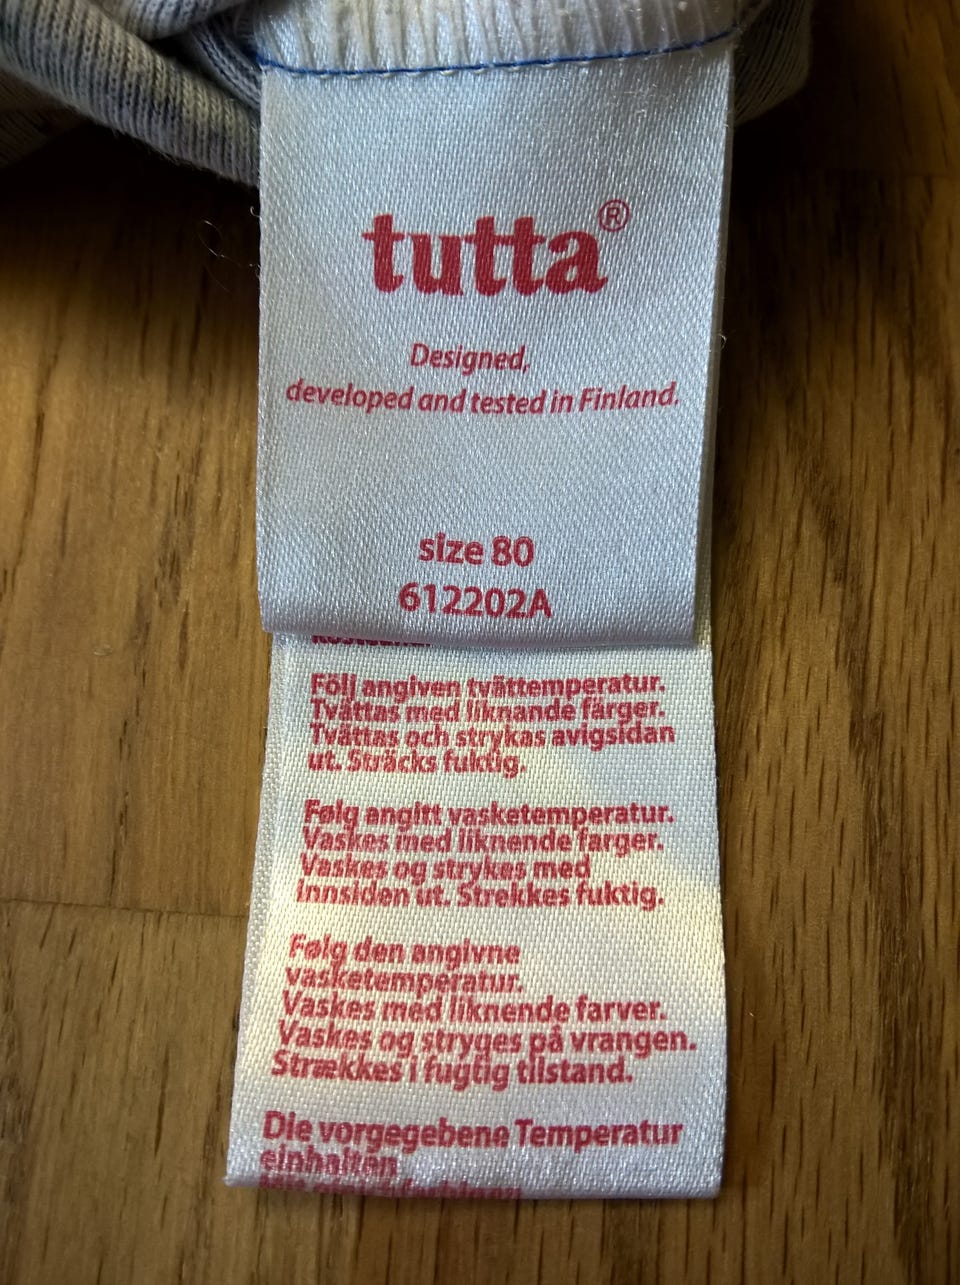 tutta®
Designed,
developed and tested in Finland.
size 80
612202A
Följ angiven tvättemperatur.
Tvättas med liknande färger.
Tvättas och strykas avigsidan
ut. Sträcks fuktig.
Følg angitt vasketemperatur.
Vaskes med liknende farger.
Vaskes og strykes med
innsiden ut. Strekkes fuktig.
Følg den angivne
vasketemperatur.
Vaskes med liknende farver.
Vaskes og stryges på vrangen.
Strækkes i fugtig tilstand.
Die vorgegebene Temperatur
einhalten